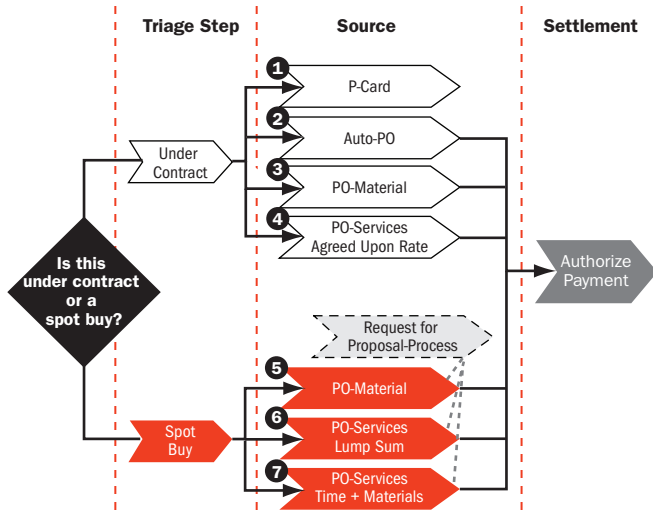 Triage Step
Source
Settlement
1
P-Card
2
Auto-PO
Under
Contract
3
PO-Material
4
PO-Services
Agreed Upon Rate
Is this
under contract
or a
spot buy?
Authorize
Payment
Request for
Proposal-Process
5
PO-Material
6
PO-Services
Lump Sum
Spot
Buy
7
PO-Services
Time + Materials